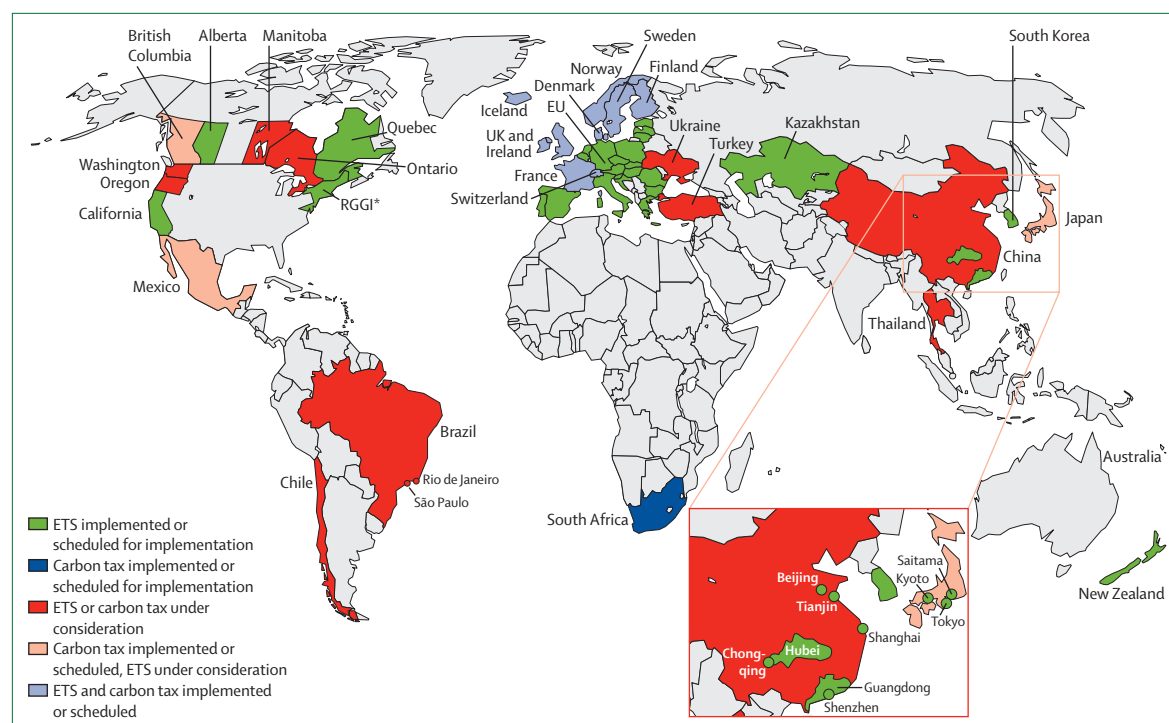 British
Columbia
Alberta
Manitoba
Sweden
Norway
Finland
Denmark
EU
Iceland
UK and
Ireland
France
Switzerland
Quebec
Ontario
RGGI*
Washington
Oregon
California
Mexico
Ukraine
Turkey
Kazakhstan
South Korea
Japan
China
Thailand
Brazil
Rio de Janeiro
São Paulo
Chile
South Africa
Australia
New Zealand
ETS implemented or
scheduled for implementation
Carbon tax implemented or
scheduled for implementation
ETS or carbon tax under
consideration
Carbon tax implemented or
scheduled, ETS under consideration
ETS and carbon tax implemented
or scheduled
Beijing
Tianjin
Saitama
Kyoto
Tokyo
Shanghai
Chong-
qing
Hubei
Guangdong
Shenzhen